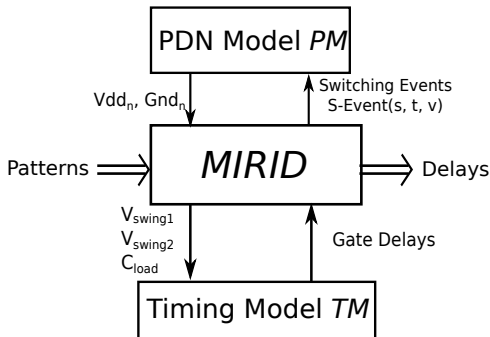 PDN Model PM
Vddn, Gndn
Switching Events
S-Event(s, t, v)
Patterns
MIRID
Delays
Vswing1
Vswing2
Cload
Gate Delays
Timing Model TM